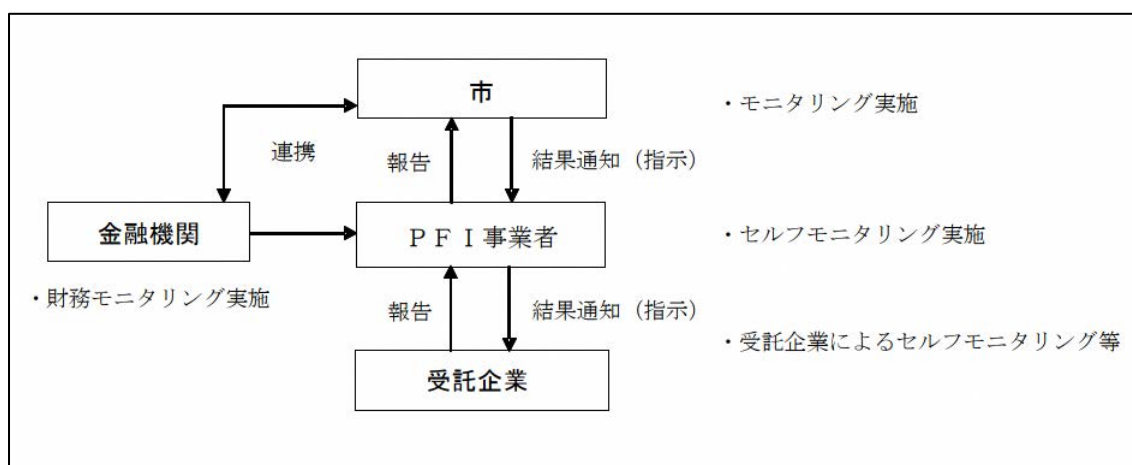 市
・モニタリング実施
連携
報告
結果通知（指示）
金融機関
ＰＦＩ事業者
・セルフモニタリング実施
・財務モニタリング実施
報告
結果通知（指示）
・受託企業によるセルフモニタリング等
受託企業